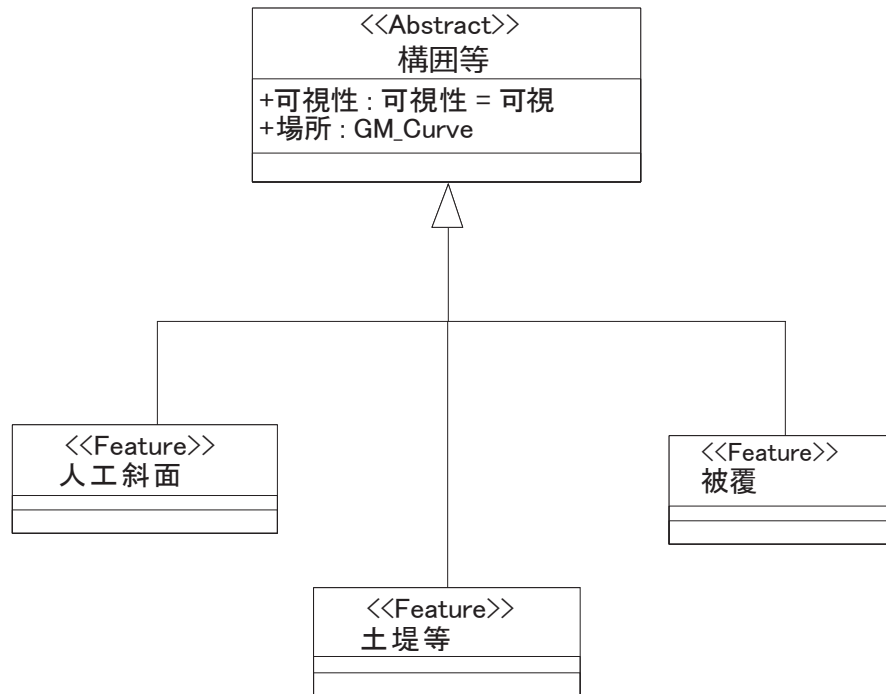 <<Abstract>>
構囲等
+可視性 : 可視性 = 可視
+場所 : GM_Curve
<<Feature>>
人工斜面
<<Feature>>
被覆
<<Feature>>
土堤等